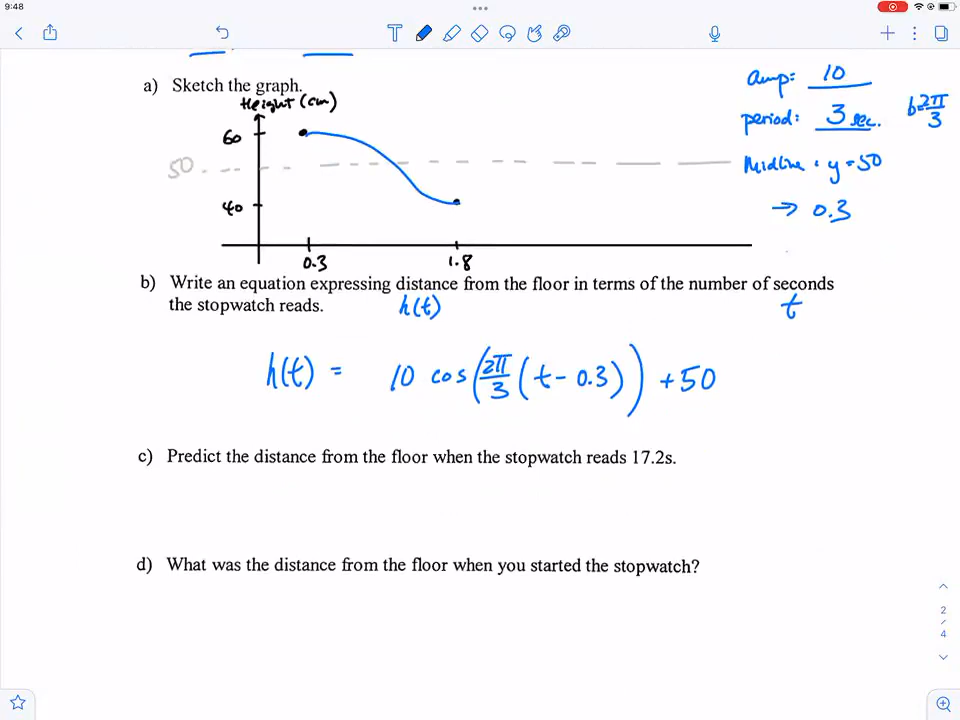 9:48
a) Sketch the graph.
Height (cm)
60
50
40
0.3
1.8
amp: 10
period: 3 sec.
b=2π/3
Midline: y=50
→ 0.3
b) Write an equation expressing distance from the floor in terms of the number of seconds
the stopwatch reads.
h(t)
t
h(t) = 10 cos(2π/3 (t - 0.3)) + 50
c) Predict the distance from the floor when the stopwatch reads 17.2s.
d) What was the distance from the floor when you started the stopwatch?
2
/
4